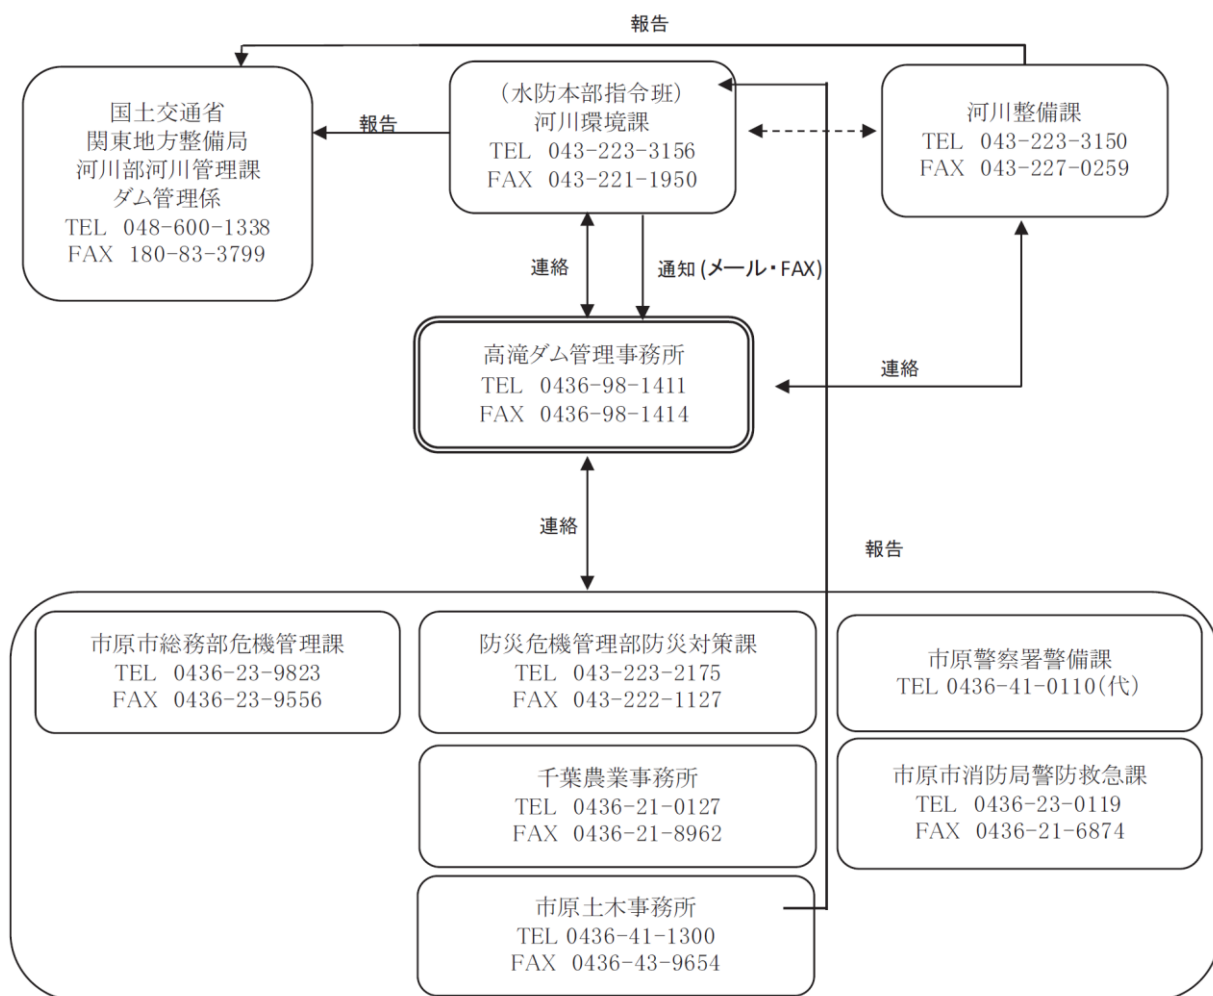 報告
国土交通省
関東地方整備局
河川部河川管理課
ダム管理係
TEL 048-600-1338
FAX 180-83-3799
報告
(水防本部指令班)
河川環境課
TEL 043-223-3156
FAX 043-221-1950
河川整備課
TEL 043-223-3150
FAX 043-227-0259
連絡
通知(メール・FAX)
高滝ダム管理事務所
TEL 0436-98-1411
FAX 0436-98-1414
連絡
連絡
報告
市原市総務部危機管理課
TEL 0436-23-9823
FAX 0436-23-9556
防災危機管理部防災対策課
TEL 043-223-2175
FAX 043-222-1127
市原警察署警備課
TEL 0436-41-0110(代)
千葉農業事務所
TEL 0436-21-0127
FAX 0436-21-8962
市原市消防局警防救急課
TEL 0436-23-0119
FAX 0436-21-6874
市原土木事務所
TEL 0436-41-1300
FAX 0436-43-9654